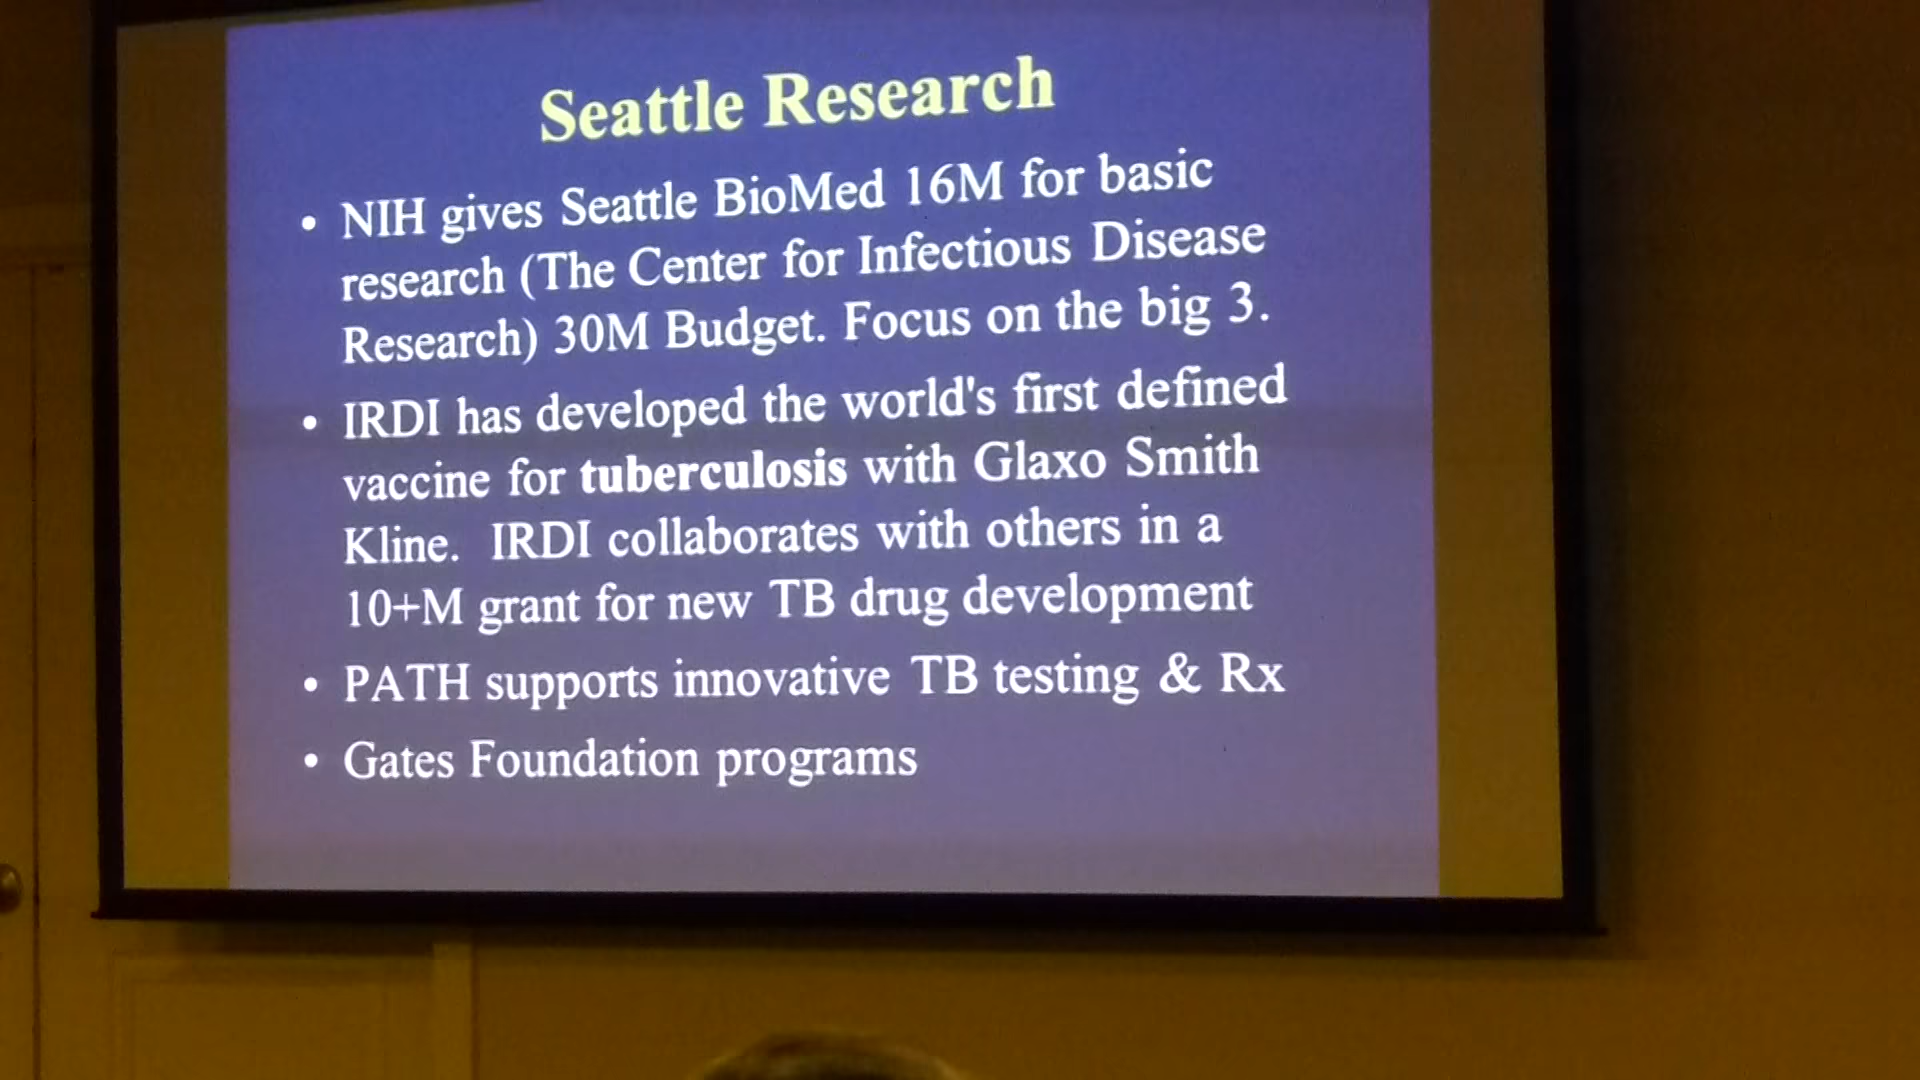 Seattle Research
• NIH gives Seattle BioMed 16M for basic
research (The Center for Infectious Disease
Research) 30M Budget. Focus on the big 3.
• IRDI has developed the world's first defined
vaccine for tuberculosis with Glaxo Smith
Kline.  IRDI collaborates with others in a
10+M grant for new TB drug development
• PATH supports innovative TB testing & Rx
• Gates Foundation programs